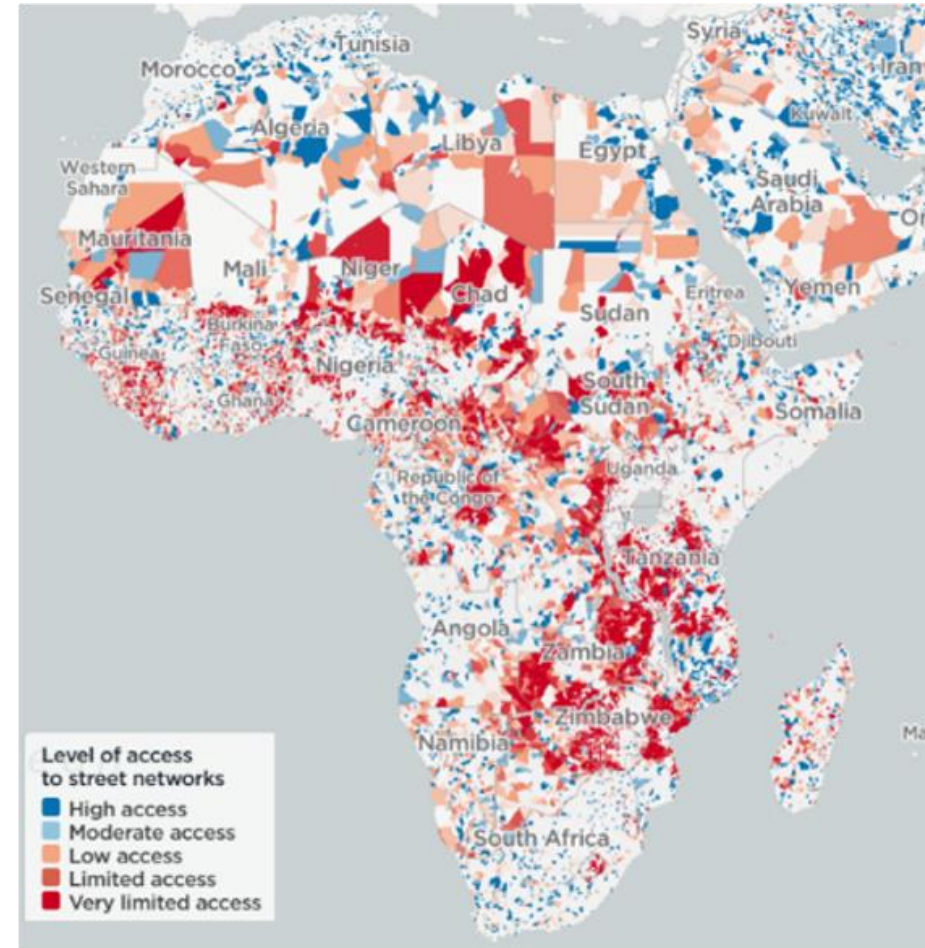 Tunisia
Syria
Morocco
Iran
Algeria
Kuwait
Libya
Egypt
Western
Sahara
Saudi
Arabia
Mauritania
Mali
Niger
Chad
Senegal
Sudan
Eritrea
Yemen
Burkina
Faso
Djibouti
Guinea
Nigeria
Ghana
South
Sudan
Somalia
Cameroon
Republic of
the Congo
Uganda
Tanzania
Angola
Zambia
Zimbabwe
Namibia
Ma
South Africa
Level of access
to street networks
High access
Moderate access
Low access
Limited access
Very limited access